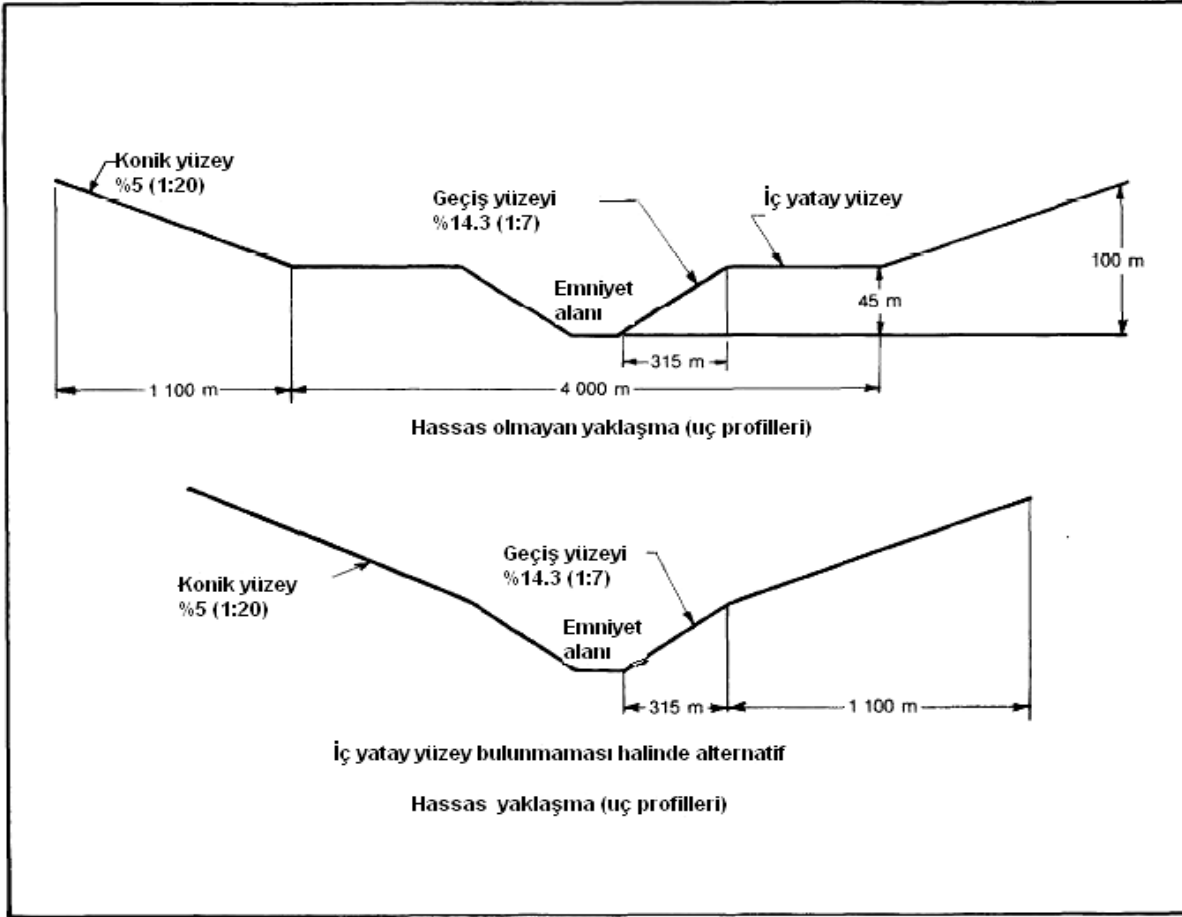 Konik yüzey
%5 (1:20)
Geçiş yüzeyi
%14.3 (1:7)
İç yatay yüzey
Emniyet
alanı
100 m
45 m
315 m
1 100 m
4 000 m
Hassas olmayan yaklaşma (uç profilleri)
Geçiş yüzeyi
%14.3 (1:7)
Konik yüzey
%5 (1:20)
Emniyet
alanı
315 m
1 100 m
İç yatay yüzey bulunmaması halinde alternatif
Hassas yaklaşma (uç profilleri)